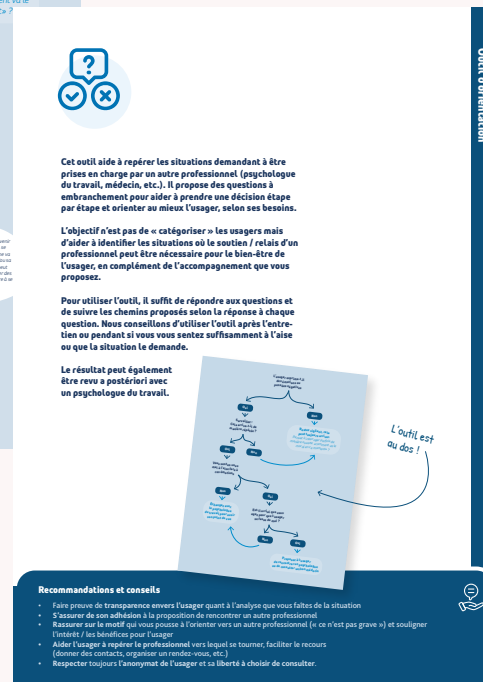 Outil d'orientation
?
Cet outil aide à repérer les situations demandant à être
prises en charge par un autre professionnel (psychologue
du travail, médecin, etc.). Il propose des questions à
embranchement pour aider à prendre une décision étape
par étape et orienter au mieux l'usager, selon ses besoins.
L'objectif n'est pas de « catégoriser » les usagers mais
d'aider à identifier les situations où le soutien / relais d'un
professionnel peut être nécessaire pour le bien-être de
l'usager, en complément de l'accompagnement que vous
proposez.
Pour utiliser l'outil, il suffit de répondre aux questions et
de suivre les chemins proposés selon la réponse à chaque
question. Nous conseillons d'utiliser l'outil après l'entre-
tien ou pendant si vous vous sentez suffisamment à l'aise
ou que la situation le demande.
Le résultat peut également
être revu a postériori avec
un psychologue du travail.
L'outil est
au dos !
Recommandations et conseils
• Faire preuve de transparence envers l'usager quant à l'analyse que vous faites de la situation
• S'assurer de son adhésion à la proposition de rencontrer un autre professionnel
• Rassurer sur le motif qui vous pousse à l'orienter vers un autre professionnel (« ce n'est pas grave ») et souligner
l'intérêt / les bénéfices pour l'usager
• Aider l'usager à repérer le professionnel vers lequel se tourner, faciliter le recours
(donner des contacts, organiser un rendez-vous, etc.)
• Respecter toujours l'anonymat de l'usager et sa liberté à choisir de consulter.